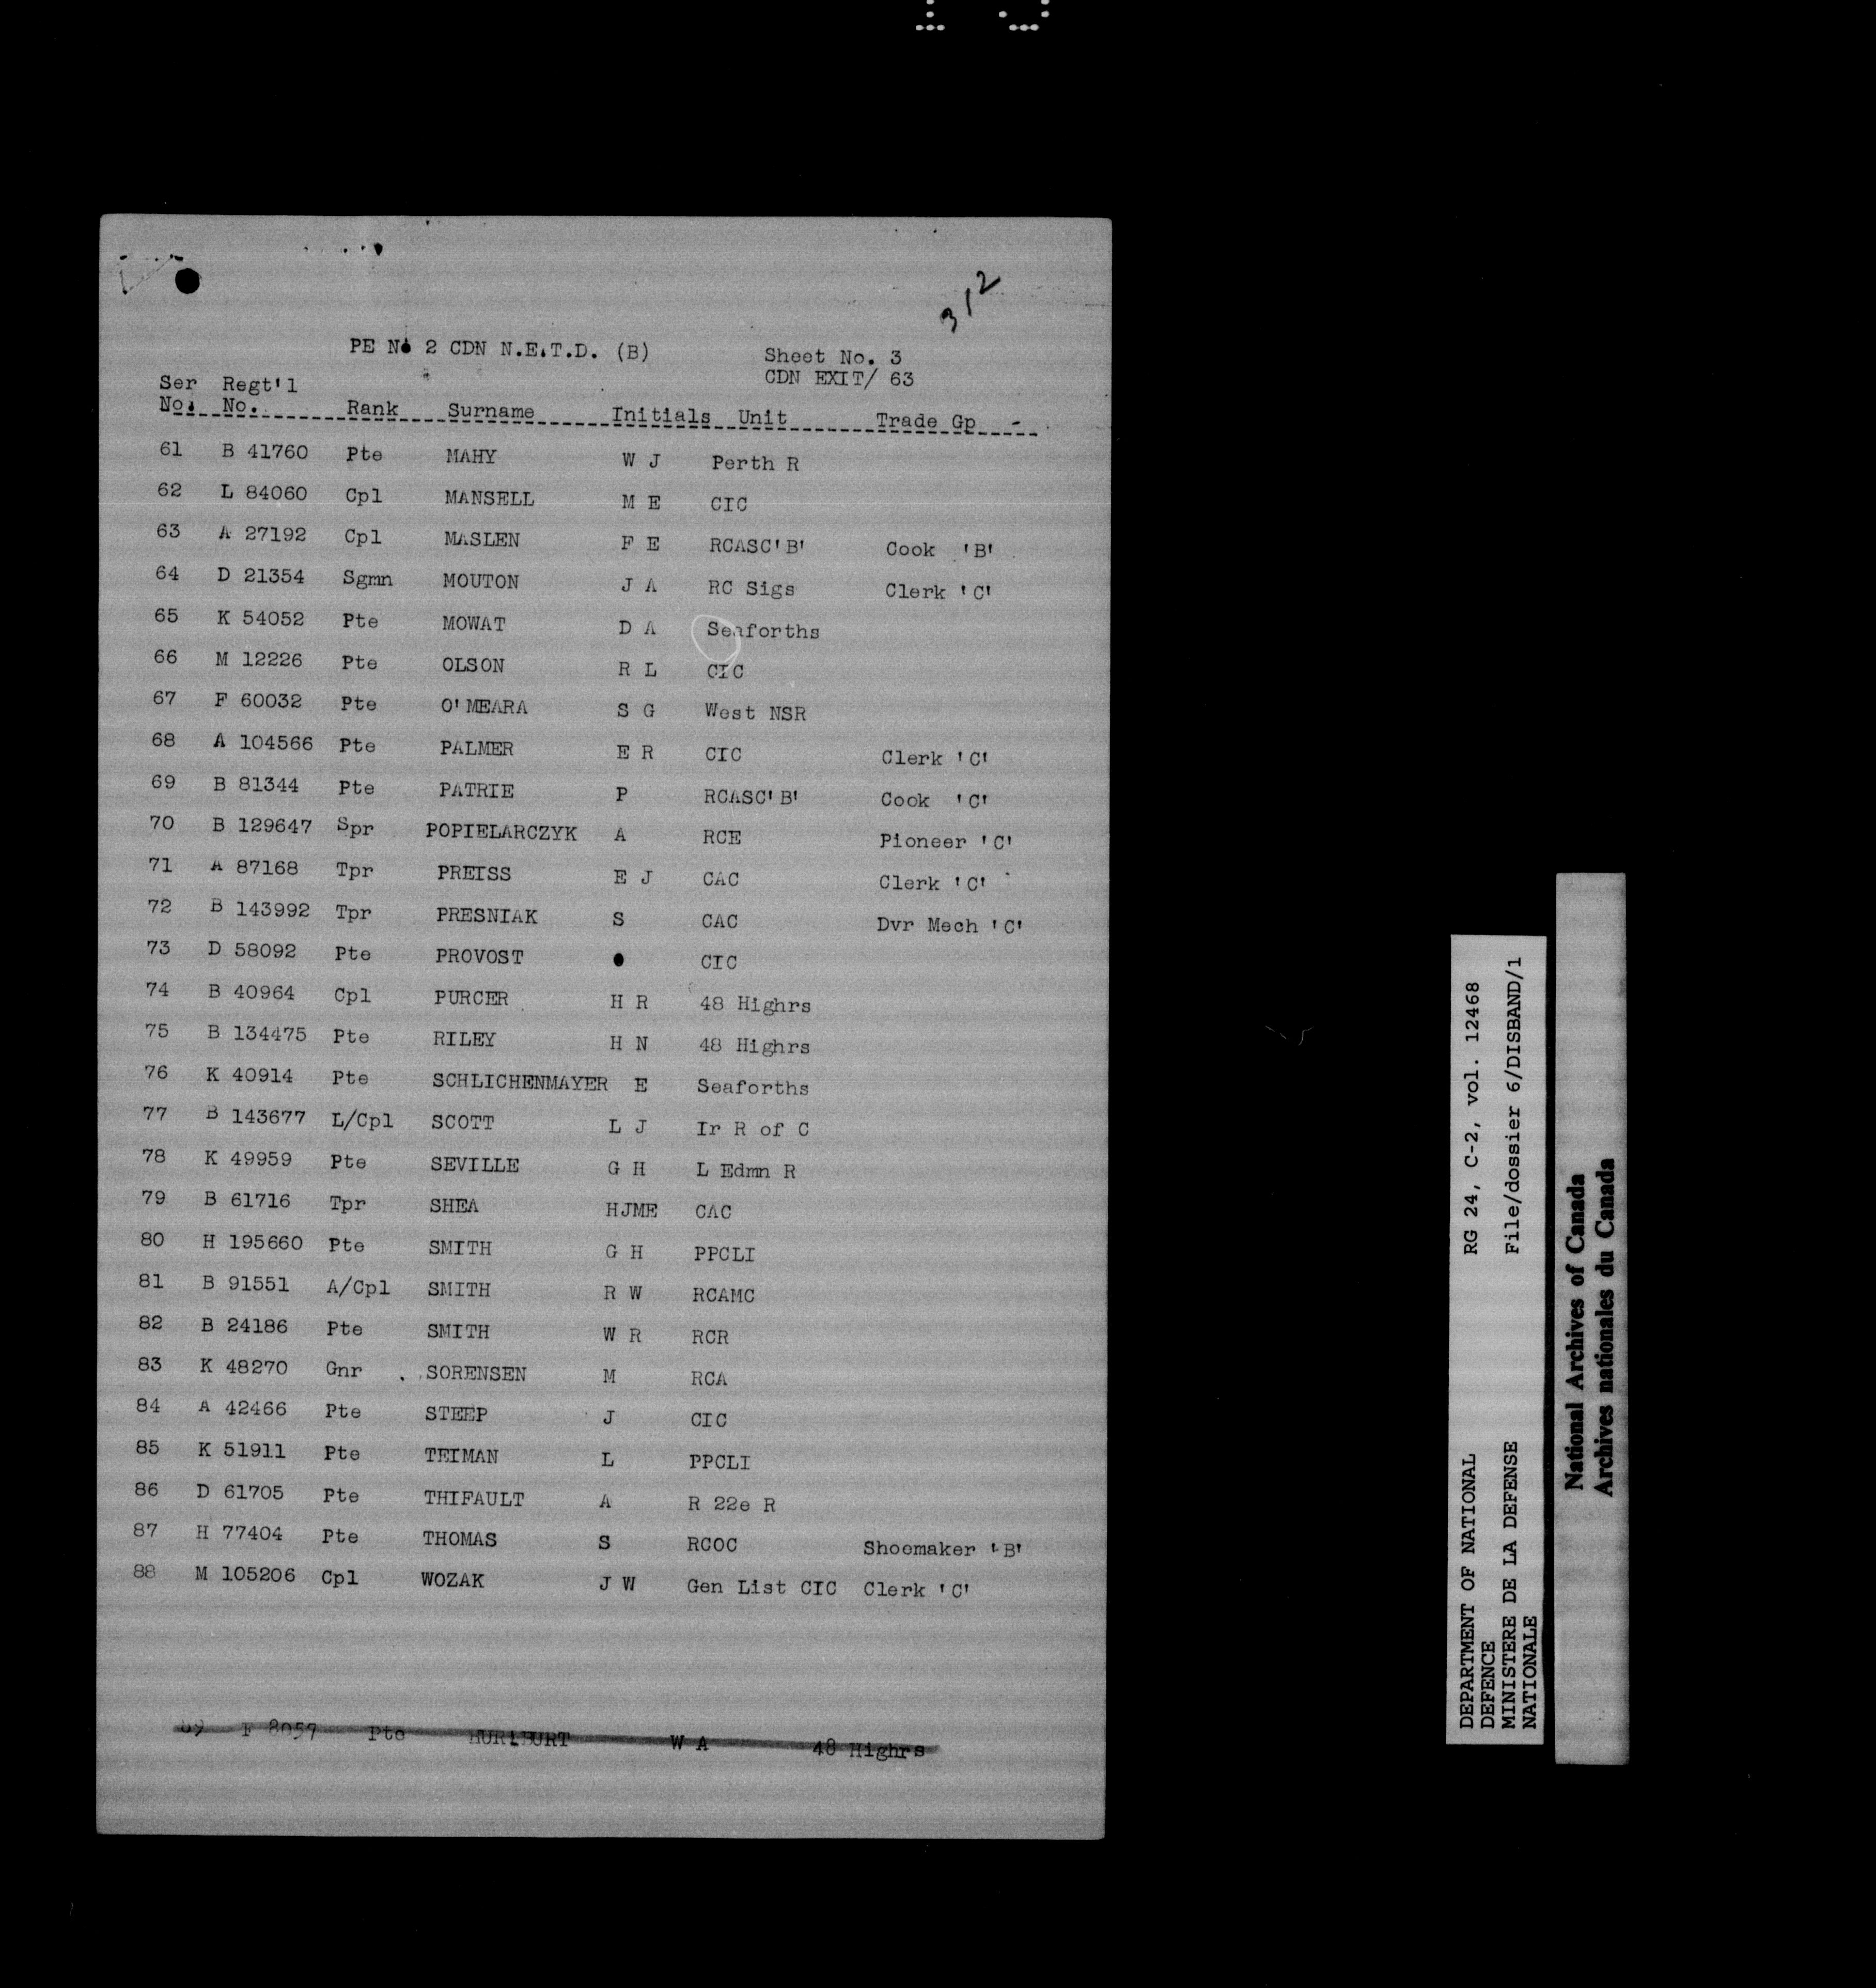 312
PE No 2 CDN N.E.T.D. (B)
Sheet No. 3
CDN EXIT/ 63
Ser Regt'l
No. No. Rank Surname Initials Unit Trade Gp -
61 B 41760 Pte MAHY W J Perth R
62 L 84060 Cpl MANSELL M E CIC
63 A 27192 Cpl MASLEN F E RCASC'B' Cook 'B'
64 D 21354 Sgmn MOUTON J A RC Sigs Clerk 'C'
65 K 54052 Pte MOWAT D A Seaforths
66 M 12226 Pte OLSON R L CIC
67 F 60032 Pte O'MEARA S G West NSR
68 A 104566 Pte PALMER E R CIC Clerk 'C'
69 B 81344 Pte PATRIE P RCASC'B' Cook 'C'
70 B 129647 Spr POPIELARCZYK A RCE Pioneer 'C'
71 A 87168 Tpr PREISS E J CAC Clerk 'C'
72 B 143992 Tpr PRESNIAK S CAC Dvr Mech 'C'
73 D 58092 Pte PROVOST CIC
74 B 40964 Cpl PURCER H R 48 Highrs
75 B 134475 Pte RILEY H N 48 Highrs
76 K 40914 Pte SCHLICHENMAYER E Seaforths
77 B 143677 L/Cpl SCOTT L J Ir R of C
78 K 49959 Pte SEVILLE G H L Edmn R
79 B 61716 Tpr SHEA HJME CAC
80 H 195660 Pte SMITH G H PPCLI
81 B 91551 A/Cpl SMITH R W RCAMC
82 B 24186 Pte SMITH W R RCR
83 K 48270 Gnr SORENSEN M RCA
84 A 42466 Pte STEEP J CIC
85 K 51911 Pte TEIMAN L PPCLI
86 D 61705 Pte THIFAULT A R 22e R
87 H 77404 Pte THOMAS S RCOC Shoemaker 'B'
88 M 105206 Cpl WOZAK J W Gen List CIC Clerk 'C'
89 F 8057 Pte HURLBURT W A 48 Highrs
DEPARTMENT OF NATIONAL RG 24, C-2, vol. 12468
DEFENCE
MINISTERE DE LA DEFENSE File/dossier 6/DISBAND/1
NATIONALE
National Archives of Canada
Archives nationales du Canada